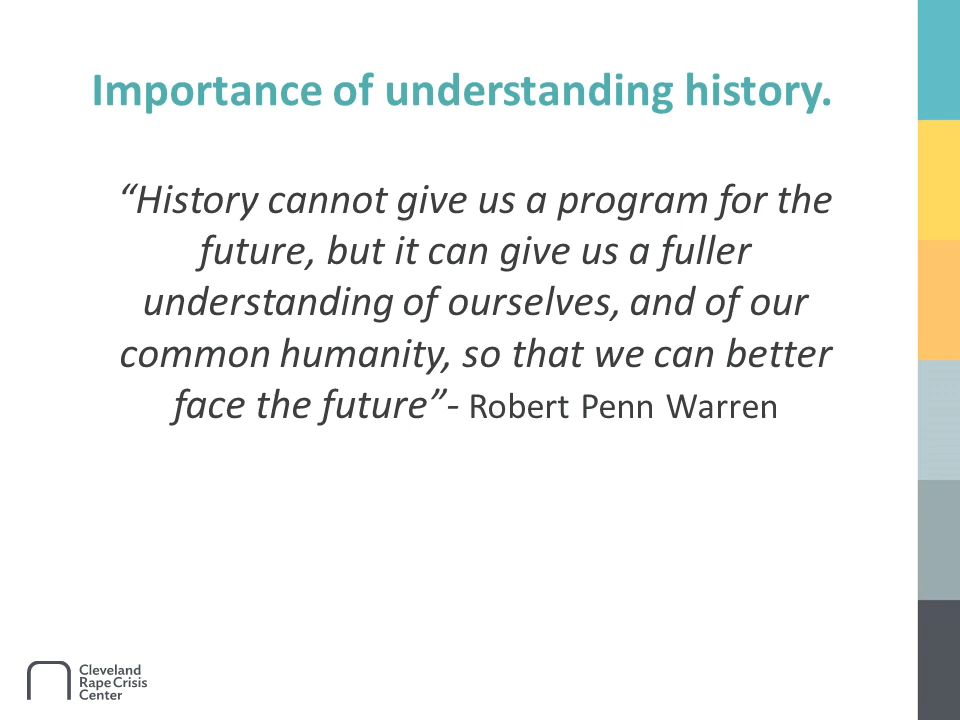 Importance of understanding history.
“History cannot give us a program for the
future, but it can give us a fuller
understanding of ourselves, and of our
common humanity, so that we can better
face the future”- Robert Penn Warren
Cleveland
Rape Crisis
Center